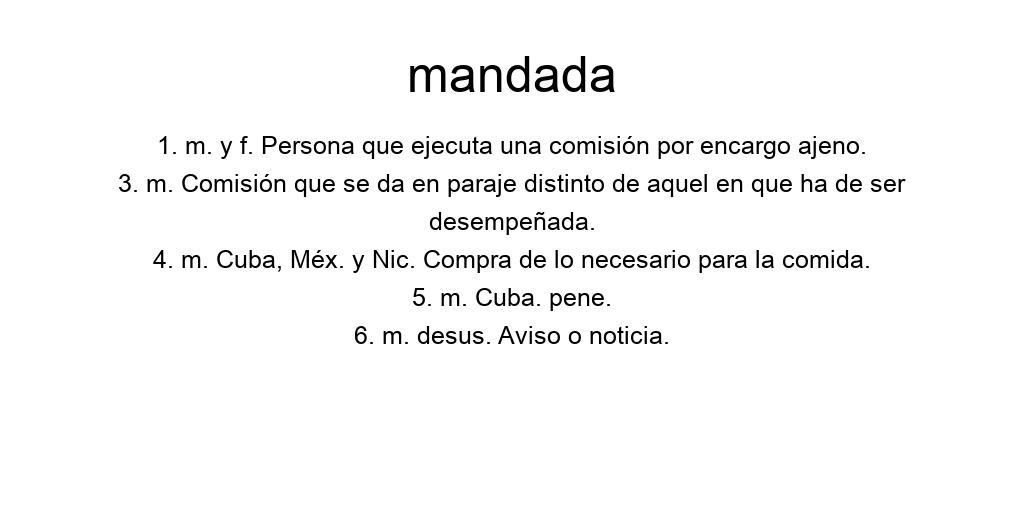 mandada
1. m. y f. Persona que ejecuta una comisión por encargo ajeno.
3. m. Comisión que se da en paraje distinto de aquel en que ha de ser
desempeñada.
4. m. Cuba, Méx. y Nic. Compra de lo necesario para la comida.
5. m. Cuba. pene.
6. m. desus. Aviso o noticia.